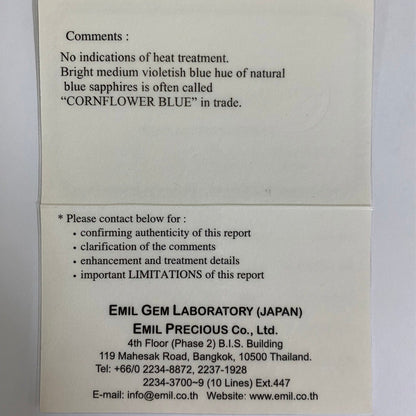 Comments :
No indications of heat treatment.
Bright medium violetish blue hue of natural
blue sapphires is often called
“CORNFLOWER BLUE” in trade.
* Please contact below for :
• confirming authenticity of this report
• clarification of the comments
• enhancement and treatment details
• important LIMITATIONS of this report
EMIL GEM LABORATORY (JAPAN)
EMIL PRECIOUS Co., Ltd.
4th Floor (Phase 2) B.I.S. Building
119 Mahesak Road, Bangkok, 10500 Thailand.
Tel: +66/0 2234-8872, 2237-1928
2234-3700~9 (10 Lines) Ext.447
E-mail: info@emil.co.th Website: www.emil.co.th